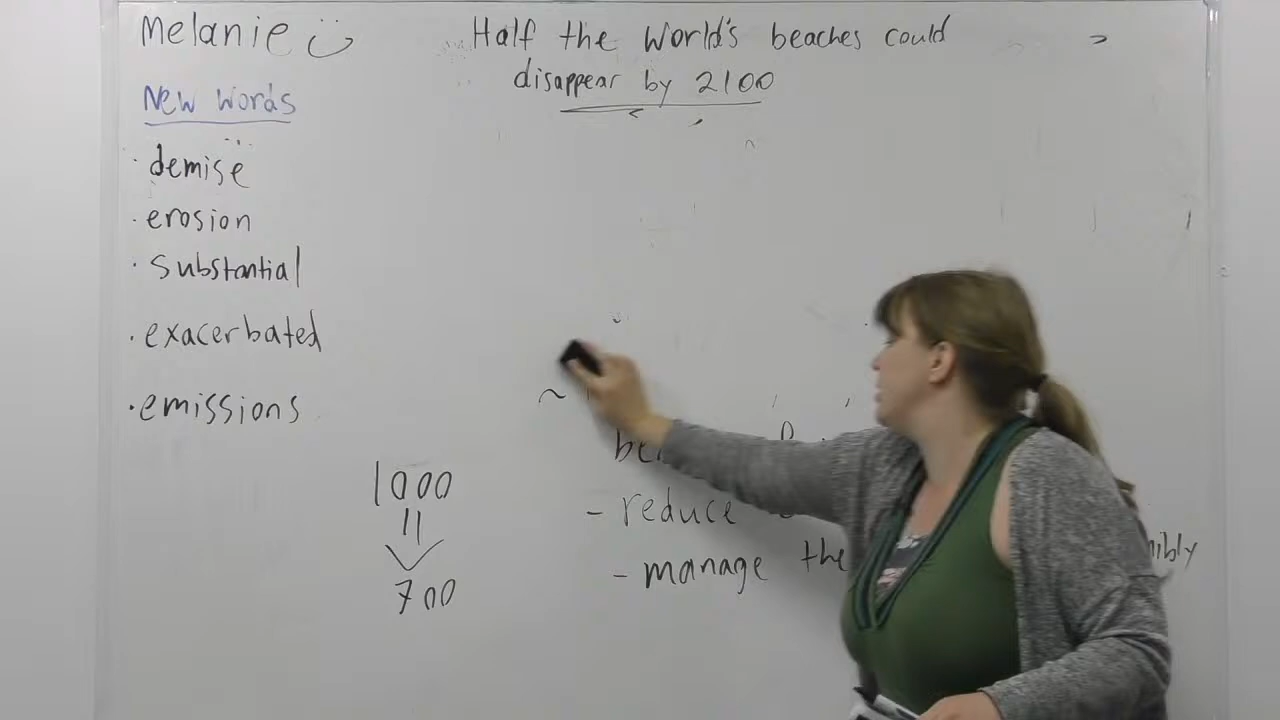 Melanie
Half the World's beaches could
disappear by 2100
New words
· demise
· erosion
· Substantial
· exacerbated
· emissions
1000
700
- reduce
- manage the